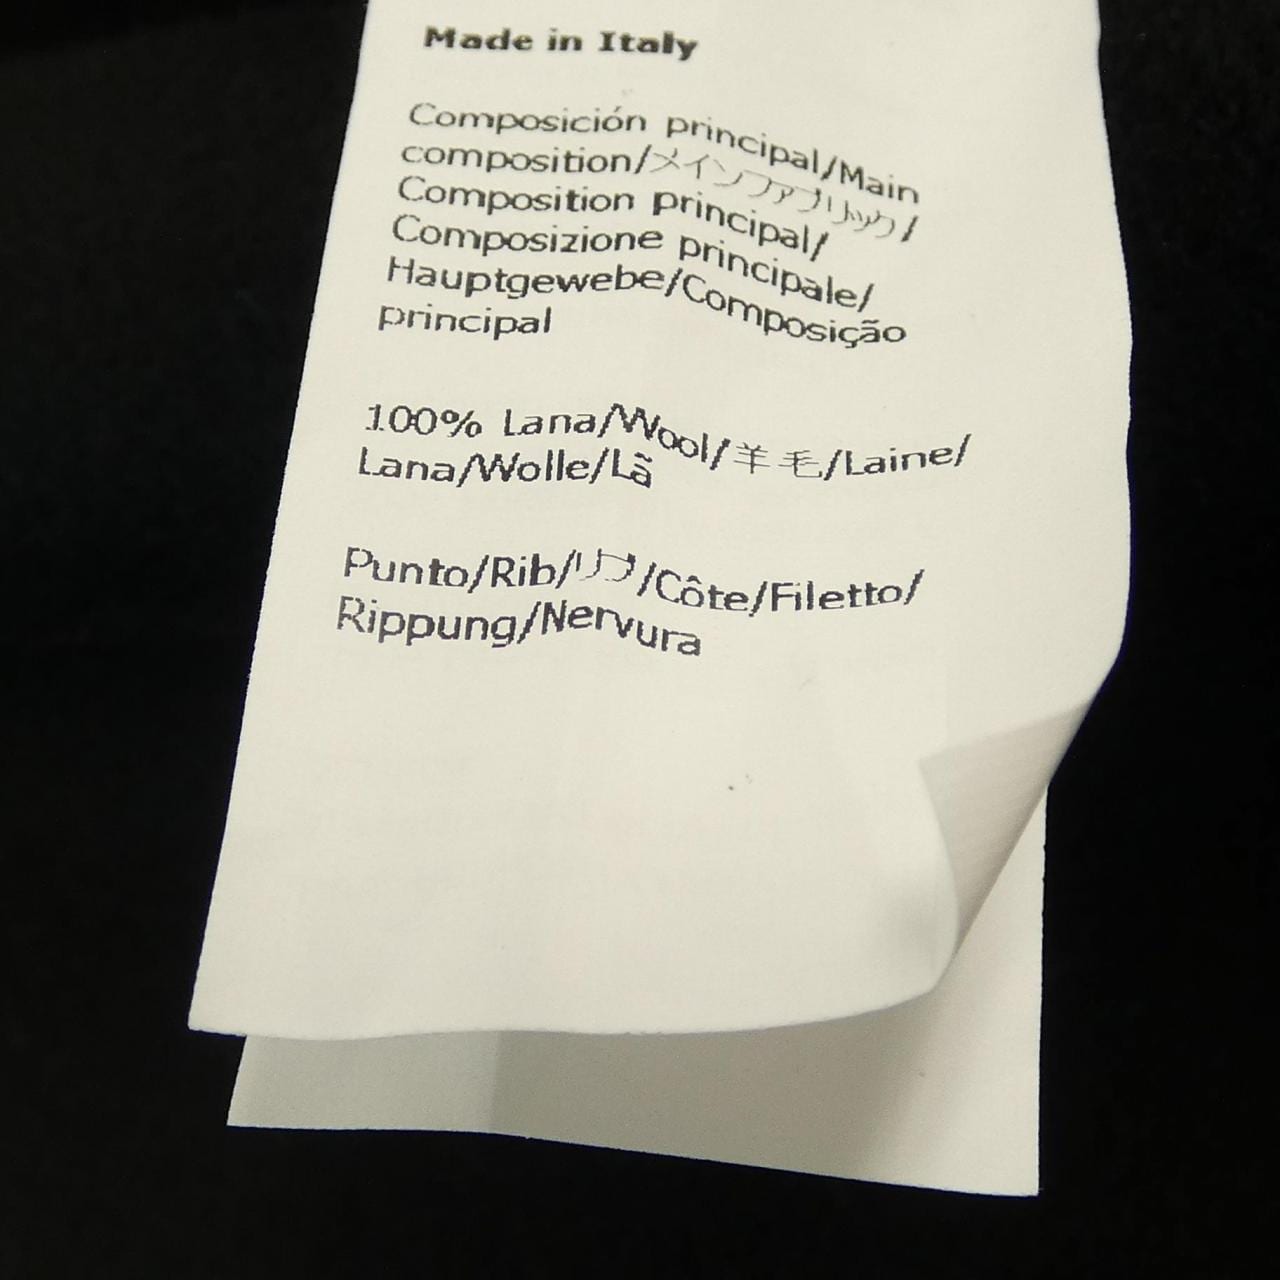 Made in Italy
Composición principal/Main
composition/メインファブリック/
Composition principal/
Composizione principale/
Hauptgewebe/Composição
principal
100% Lana/Wool/羊毛/Laine/
Lana/Wolle/Lã
Punto/Rib/リブ/Côte/Filetto/
Rippung/Nervura